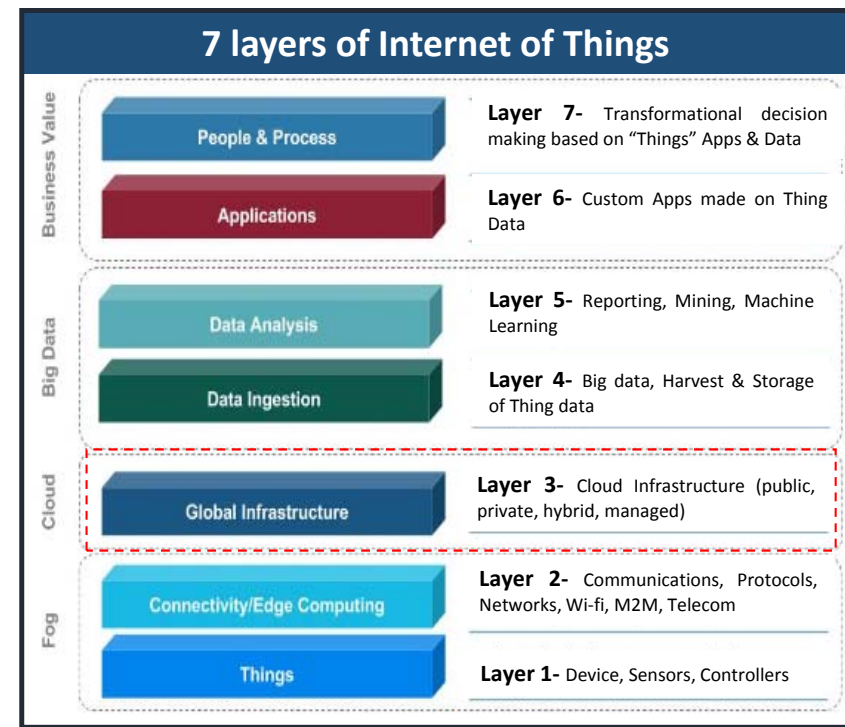 7 layers of Internet of Things
Business Value
People & Process
Layer 7- Transformational decision
making based on “Things” Apps & Data
Applications
Layer 6- Custom Apps made on Thing
Data
Big Data
Data Analysis
Layer 5- Reporting, Mining, Machine
Learning
Data Ingestion
Layer 4- Big data, Harvest & Storage
of Thing data
Cloud
Global Infrastructure
Layer 3- Cloud Infrastructure (public,
private, hybrid, managed)
Fog
Connectivity/Edge Computing
Layer 2- Communications, Protocols,
Networks, Wi-fi, M2M, Telecom
Things
Layer 1- Device, Sensors, Controllers